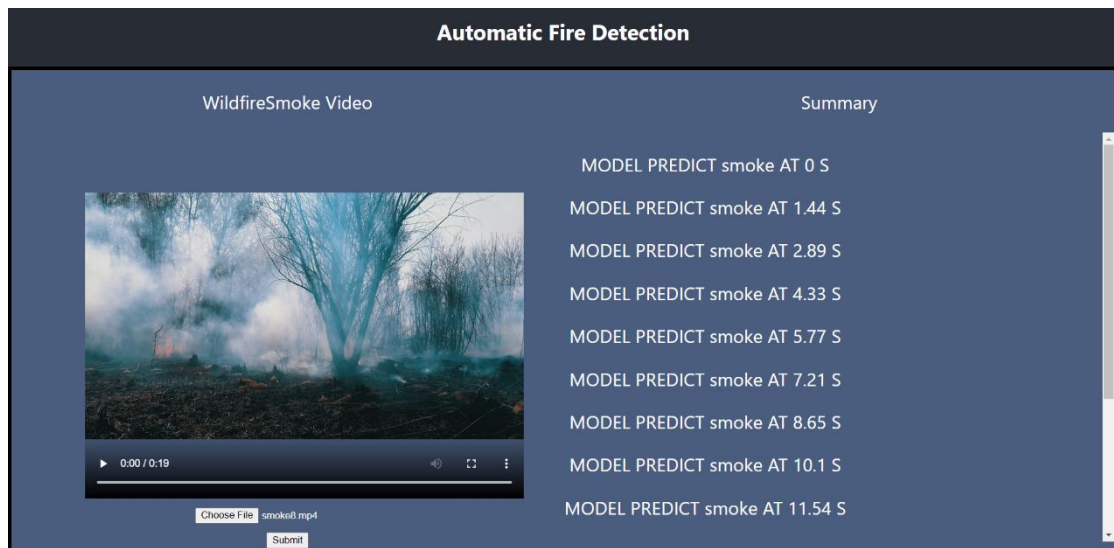 Automatic Fire Detection
WildfireSmoke Video
Summary
MODEL PREDICT smoke AT 0 S
MODEL PREDICT smoke AT 1.44 S
MODEL PREDICT smoke AT 2.89 S
MODEL PREDICT smoke AT 4.33 S
MODEL PREDICT smoke AT 5.77 S
MODEL PREDICT smoke AT 7.21 S
MODEL PREDICT smoke AT 8.65 S
MODEL PREDICT smoke AT 10.1 S
MODEL PREDICT smoke AT 11.54 S
0:00 / 0:19
Choose File smoke8.mp4
Submit